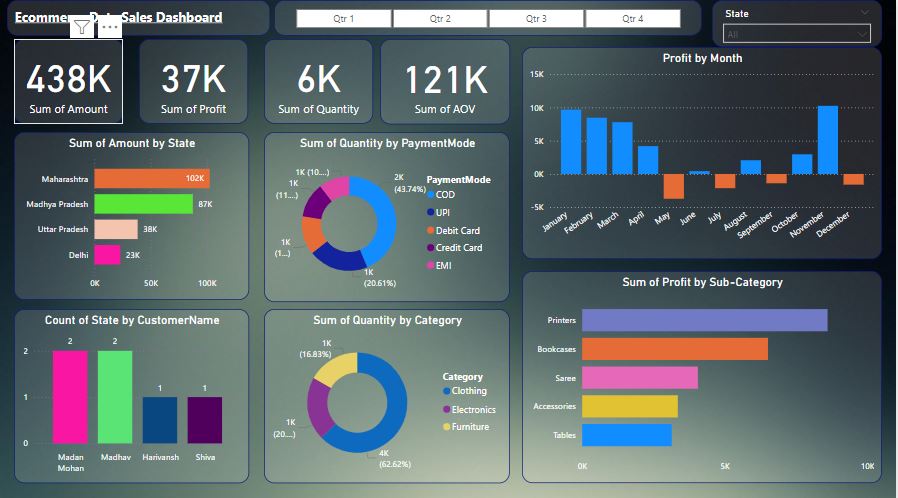 Ecommerce Data Sales Dashboard
Qtr 1
Qtr 2
Qtr 3
Qtr 4
State
All
438K
Sum of Amount
37K
Sum of Profit
6K
Sum of Quantity
121K
Sum of AOV
Profit by Month
15K
10K
5K
0K
-5K
January
February
March
April
May
June
July
August
September
October
November
December
Sum of Amount by State
Maharashtra
102K
Madhya Pradesh
87K
Uttar Pradesh
38K
Delhi
23K
0K
50K
100K
Sum of Quantity by PaymentMode
1K (10....)
1K
(11....)
1K
(1...)
2K
(43.74%)
1K
(20.61%)
PaymentMode
COD
UPI
Debit Card
Credit Card
EMI
Sum of Profit by Sub-Category
Printers
Bookcases
Saree
Accessories
Tables
0K
5K
10K
Count of State by CustomerName
2
1
0
2
2
1
1
Madan
Mohan
Madhav
Harivansh
Shiva
Sum of Quantity by Category
1K
(16.83%)
1K
(20....)
4K
(62.62%)
Category
Clothing
Electronics
Furniture